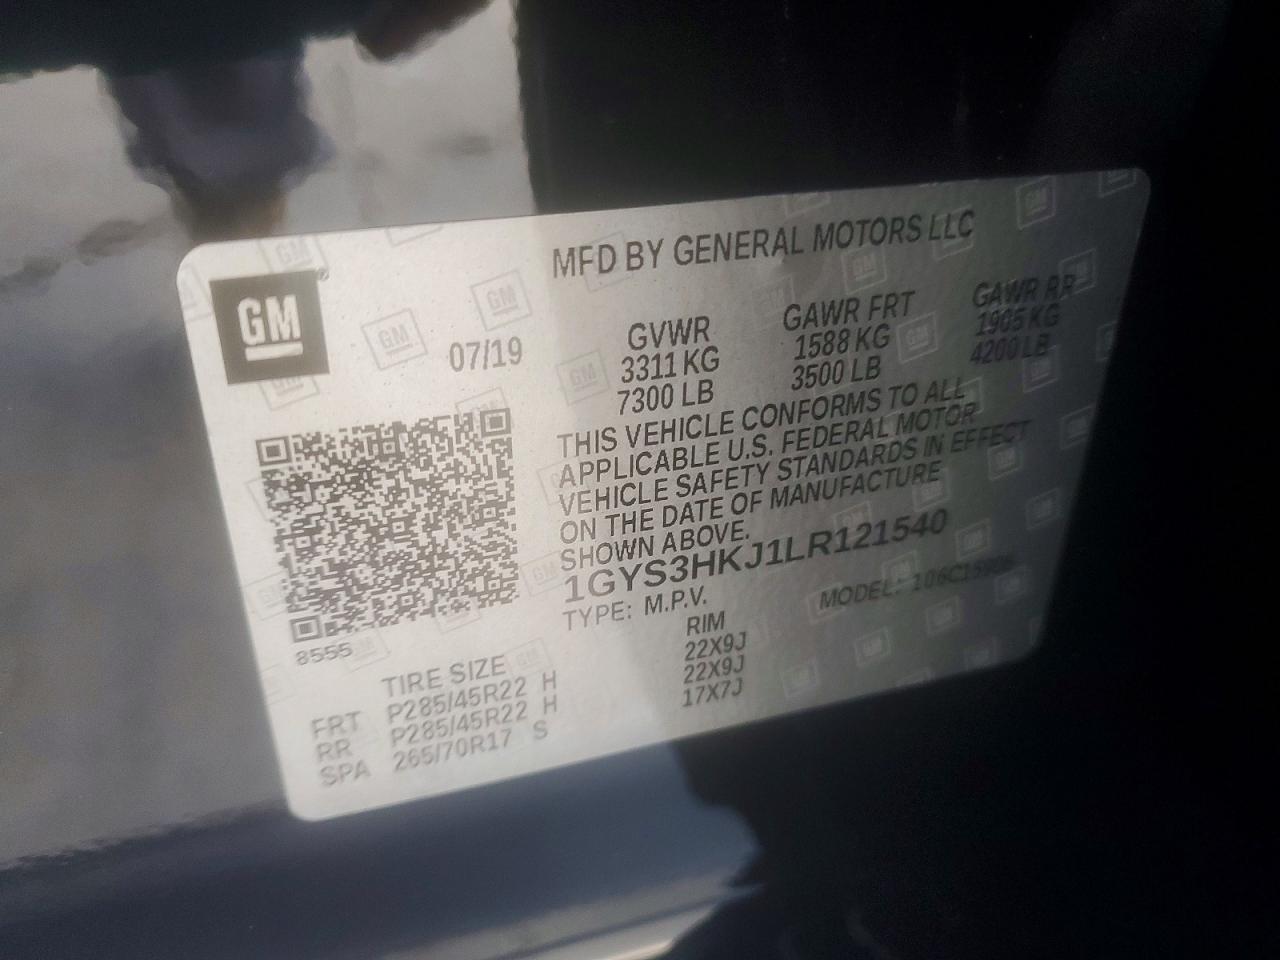 MFD BY GENERAL MOTORS LLC
GM
07/19
GVWR GAWR FRT GAWR RR
3311 KG 1588 KG 1905 KG
7300 LB 3500 LB 4200 LB
THIS VEHICLE CONFORMS TO ALL
APPLICABLE U.S. FEDERAL MOTOR
VEHICLE SAFETY STANDARDS IN EFFECT
ON THE DATE OF MANUFACTURE
SHOWN ABOVE.
1GYS3HKJ1LR121540
TYPE: M.P.V. MODEL:
8555
TIRE SIZE RIM
FRT P285/45R22 H 22X9J
RR P285/45R22 H 22X9J
SPA 265/70R17 S 17X7J